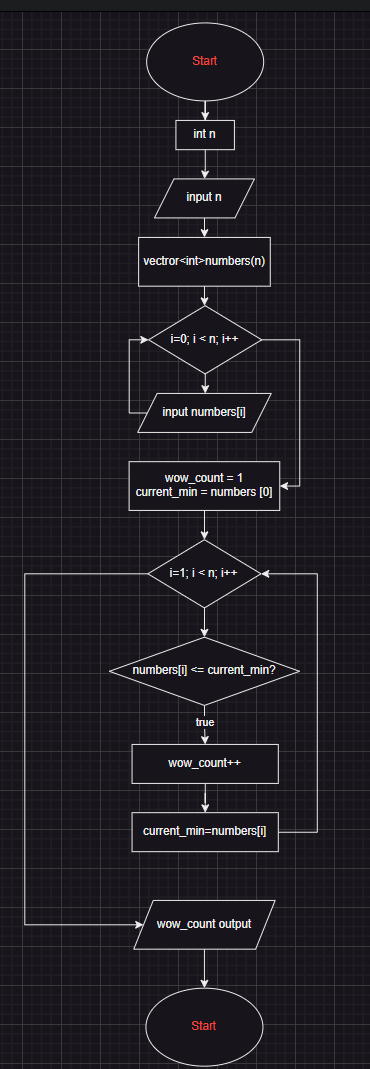 Start
int n
input n
vectror<int>numbers(n)
i=0; i < n; i++
input numbers[i]
wow_count = 1
current_min = numbers [0]
i=1; i < n; i++
numbers[i] <= current_min?
true
wow_count++
current_min=numbers[i]
wow_count output
Start